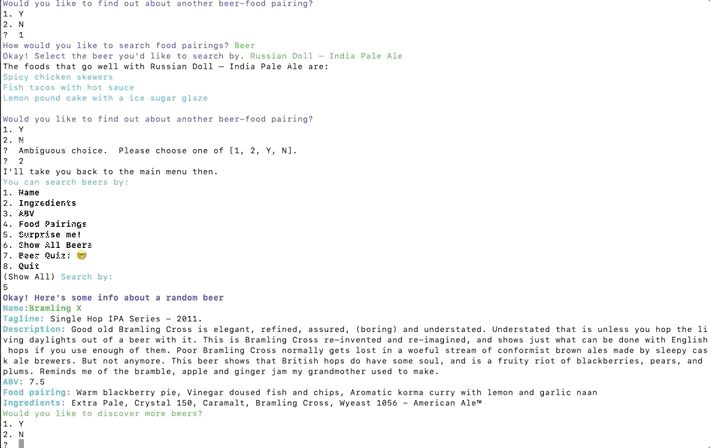 Would you like to find out about another beer-food pairing?
1. Y
2. N
?  1
How would you like to search food pairings? Beer
Okay! Select the beer you'd like to search by. Russian Doll – India Pale Ale
The foods that go well with Russian Doll – India Pale Ale are:
Spicy chicken skewers
Fish tacos with hot sauce
Lemon pound cake with a ice sugar glaze
Would you like to find out about another beer-food pairing?
1. Y
2. N
?  Ambiguous choice.  Please choose one of [1, 2, Y, N].
?  2
I'll take you back to the main menu then.
You can search beers by:
1. Name
2. Ingredients
3. ABV
4. Food Pairings
5. Surprise me!
6. Show All Beers
7. Beer Quiz!
8. Quit
(Show All) Search by:
5
Okay! Here's some info about a random beer
Name:Bramling X
Tagline: Single Hop IPA Series - 2011.
Description: Good old Bramling Cross is elegant, refined, assured, (boring) and understated. Understated that is unless you hop the li
ving daylights out of a beer with it. This is Bramling Cross re-invented and re-imagined, and shows just what can be done with English
hops if you use enough of them. Poor Bramling Cross normally gets lost in a woeful stream of conformist brown ales made by sleepy cas
k ale brewers. But not anymore. This beer shows that British hops do have some soul, and is a fruity riot of blackberries, pears, and
plums. Reminds me of the bramble, apple and ginger jam my grandmother used to make.
ABV: 7.5
Food pairing: Warm blackberry pie, Vinegar doused fish and chips, Aromatic korma curry with lemon and garlic naan
Ingredients: Extra Pale, Crystal 150, Caramalt, Bramling Cross, Wyeast 1056 - American Ale™
Would you like to discover more beers?
1. Y
2. N
?